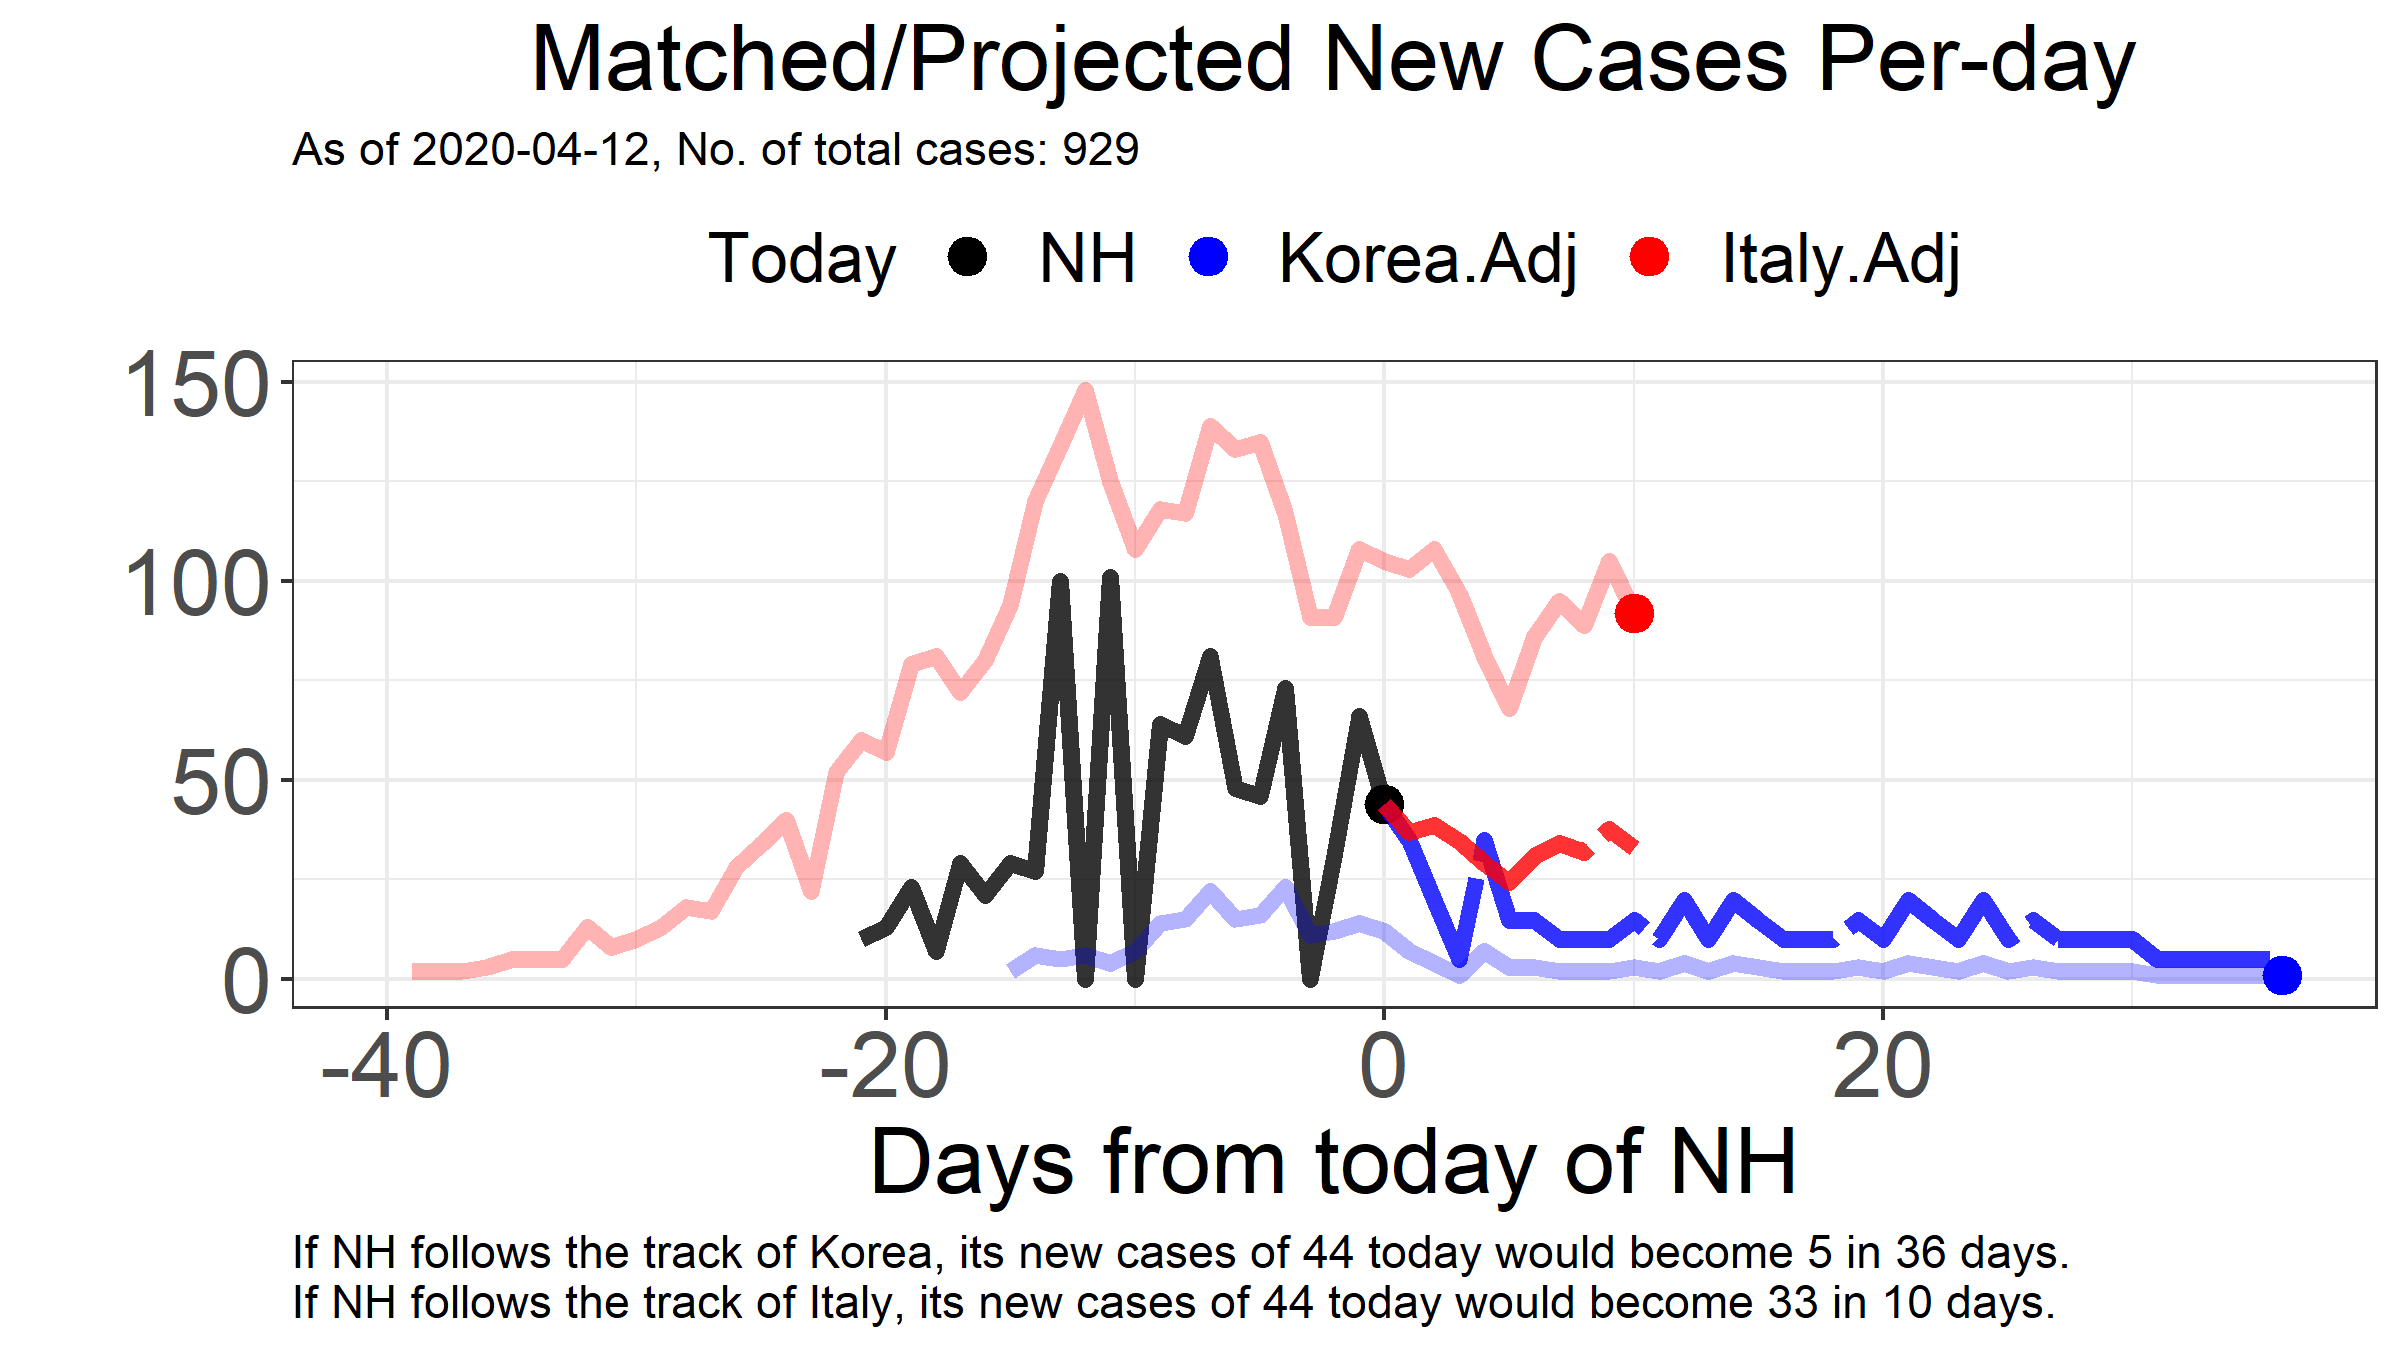 Matched/Projected New Cases Per-day
As of 2020-04-12, No. of total cases: 929
Today NH Korea.Adj Italy.Adj
150
100
50
0
-40 -20 0 20
Days from today of NH
If NH follows the track of Korea, its new cases of 44 today would become 5 in 36 days.
If NH follows the track of Italy, its new cases of 44 today would become 33 in 10 days.